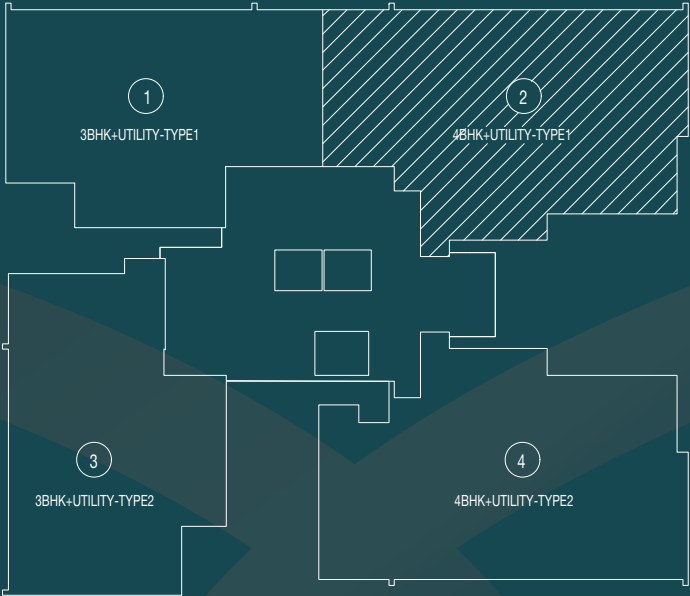 1
3BHK+UTILITY-TYPE1
2
4BHK+UTILITY-TYPE1
3
3BHK+UTILITY-TYPE2
4
4BHK+UTILITY-TYPE2